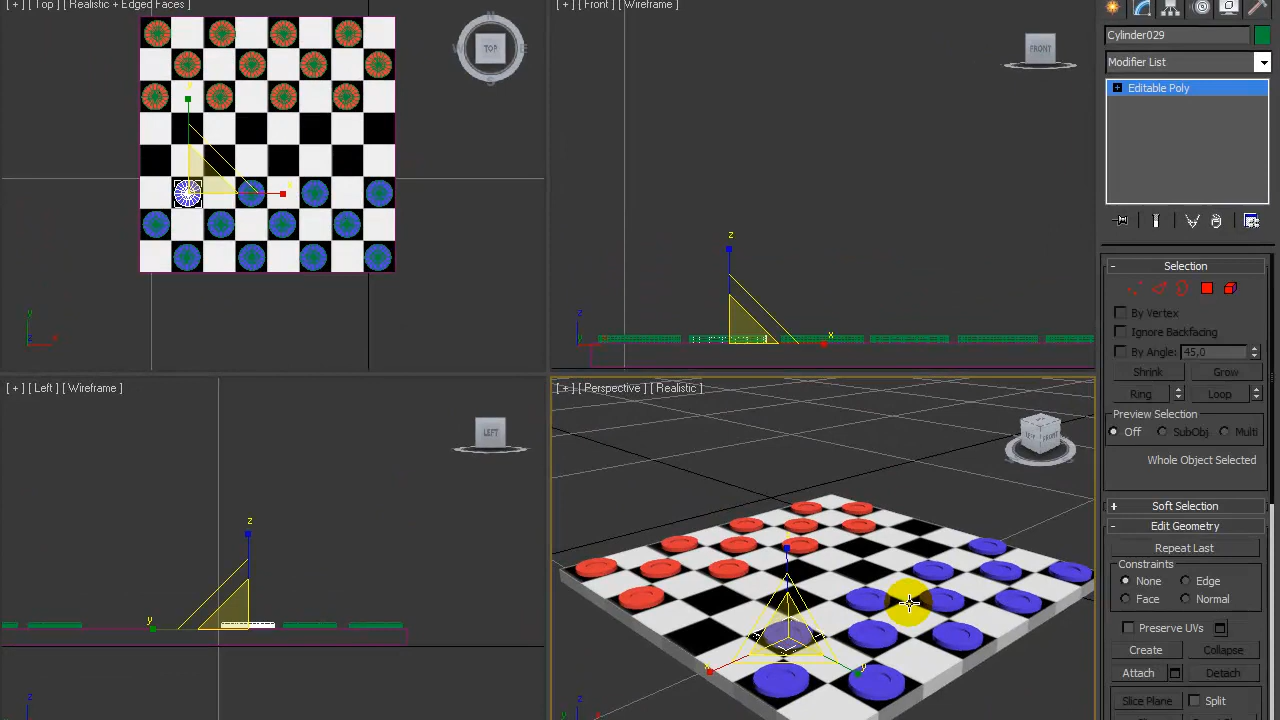 [ + ] [ Top ] [ Realistic + Edged Faces ]
TOP
[ + ] [ Front ] [ Wireframe ]
FRONT
z
x
y
x
z
x
[ + ] [ Left ] [ Wireframe ]
LEFT
z
y
z
[ + ] [ Perspective ] [ Realistic ]
LEFT
FRONT
x
y
z
Cylinder029
Modifier List
Editable Poly
- Selection
By Vertex
Ignore Backfacing
By Angle: 45.0
Shrink Grow
Ring Loop
Preview Selection
Off SubObj Multi
Whole Object Selected
+ Soft Selection
- Edit Geometry
Repeat Last
Constraints
None Edge
Face Normal
Preserve UVs
Create Collapse
Attach Detach
Slice Plane Split